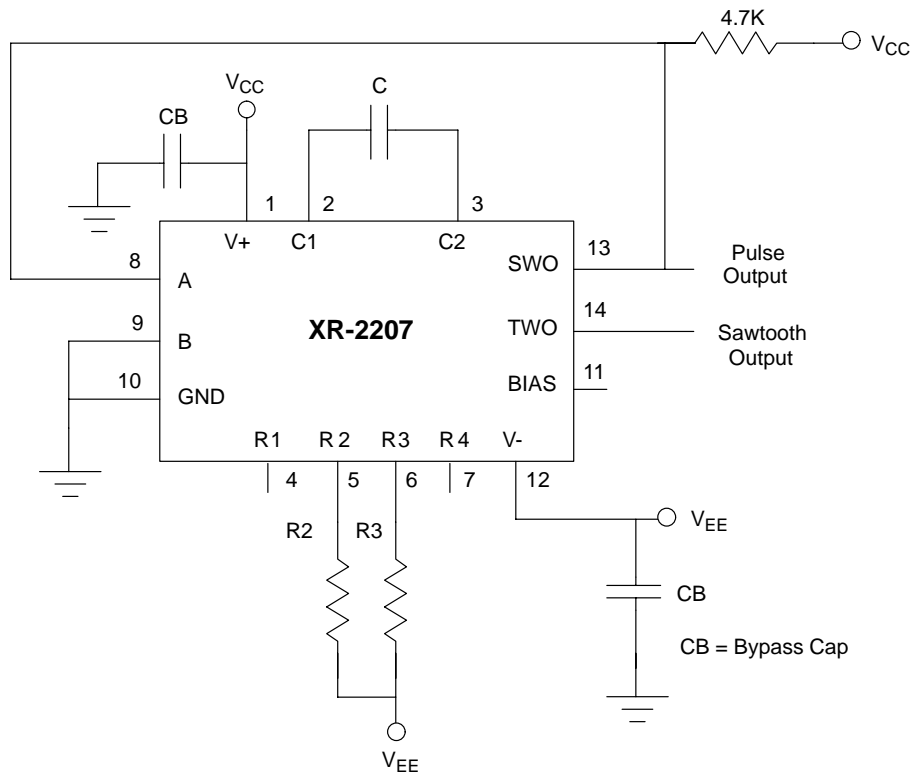 4.7K
VCC
VCC
C
CB
1
2
3
V+
C1
C2
8
A
SWO
13
Pulse
Output
9
B
XR-2207
TWO
14
Sawtooth
Output
10
GND
BIAS
11
R1
R2
R3
R4
V-
4
5
6
7
12
R2
R3
VEE
CB
CB = Bypass Cap
VEE